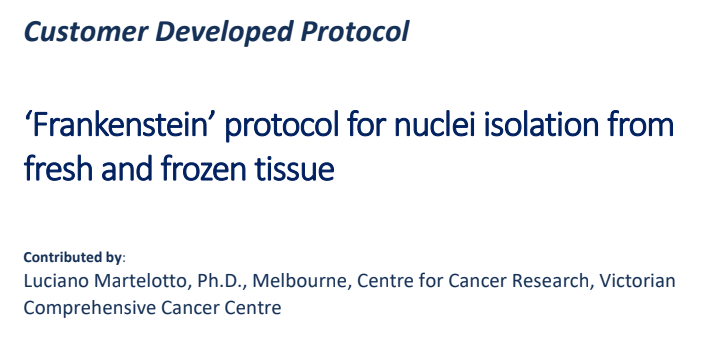 Customer Developed Protocol
‘Frankenstein’ protocol for nuclei isolation from
fresh and frozen tissue
Contributed by:
Luciano Martelotto, Ph.D., Melbourne, Centre for Cancer Research, Victorian
Comprehensive Cancer Centre